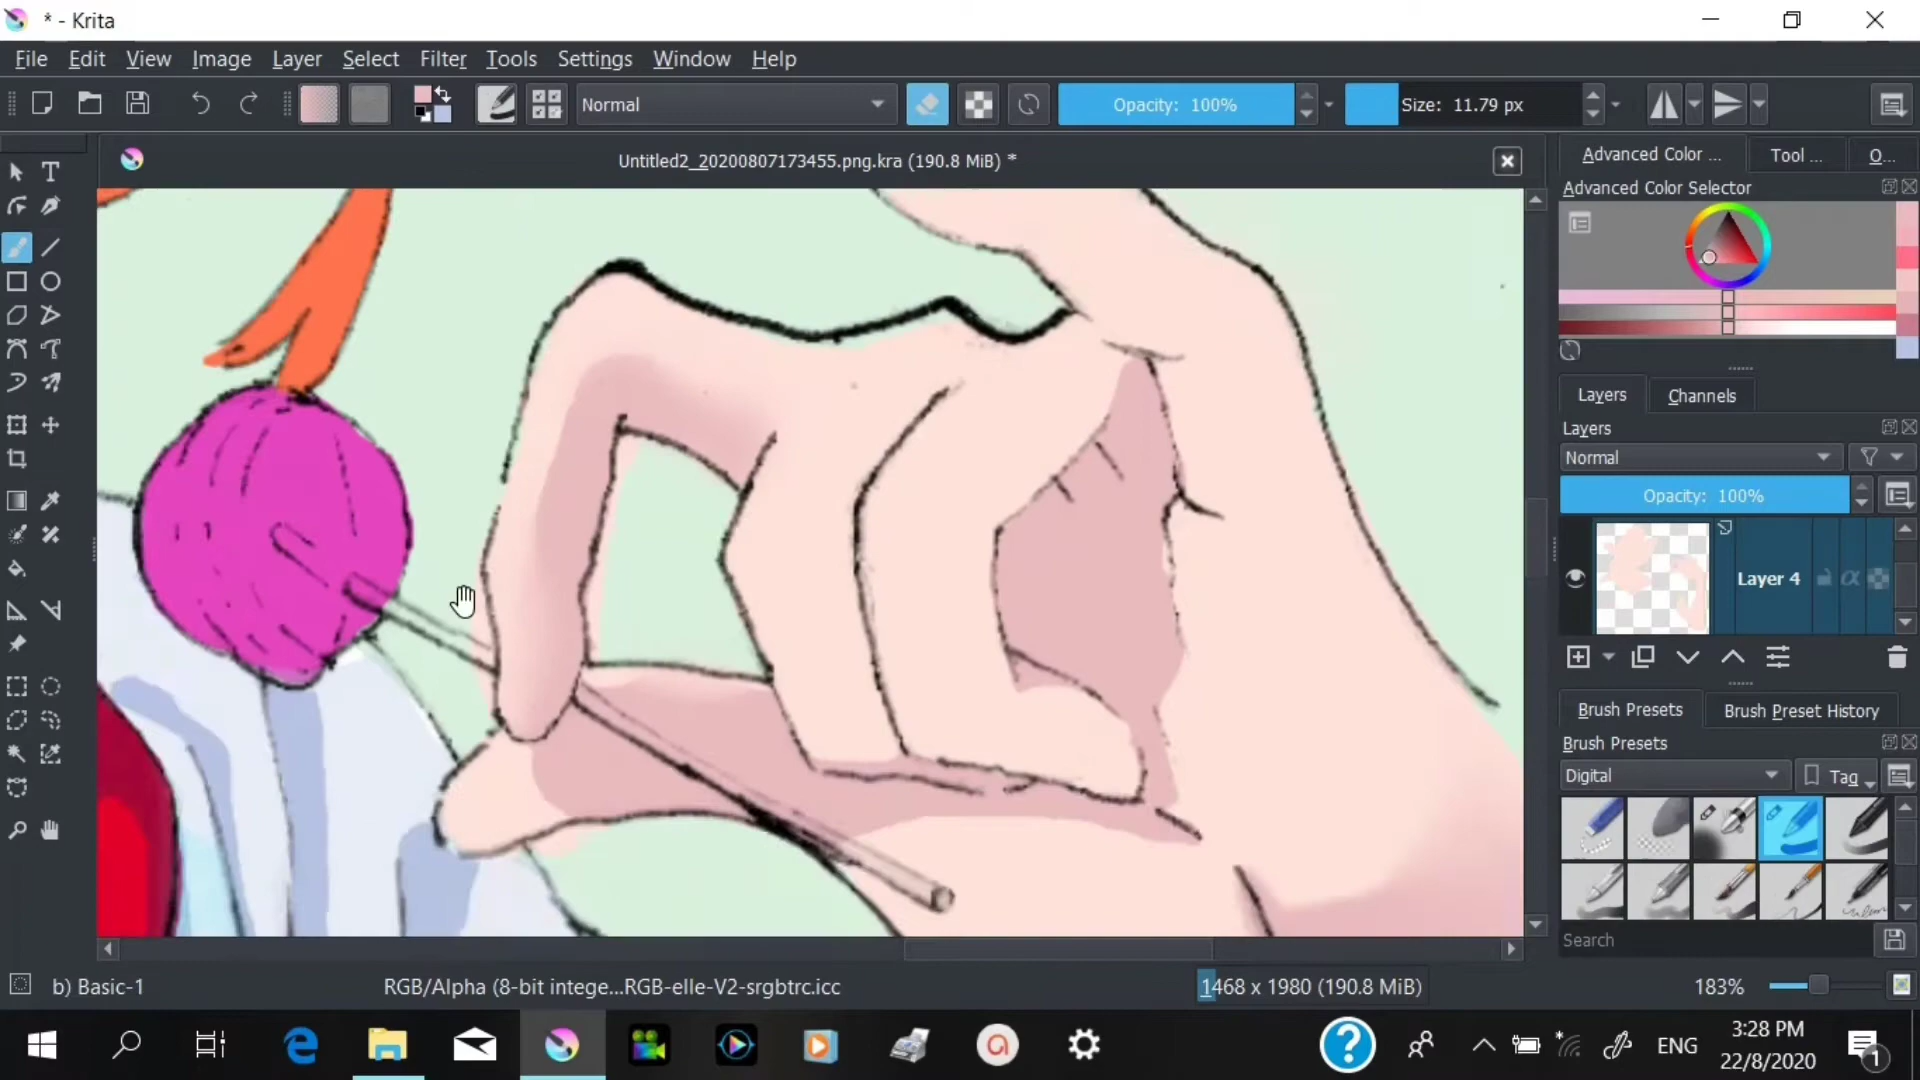 * - Krita
File Edit View Image Layer Select Filter Tools Settings Window Help
Normal Opacity: 100% Size: 11.79 px
Untitled2_20200807173455.png.kra (190.8 MiB) *
Advanced Color ... Tool ... O...
Advanced Color Selector
Layers Channels
Layers
Normal
Opacity: 100%
Layer 4
Brush Presets Brush Preset History
Brush Presets
Digital Tag
Search
b) Basic-1 RGB/Alpha (8-bit intege...RGB-elle-V2-srgbtrc.icc 1468 x 1980 (190.8 MiB) 183%
ENG 3:28 PM
22/8/2020 1